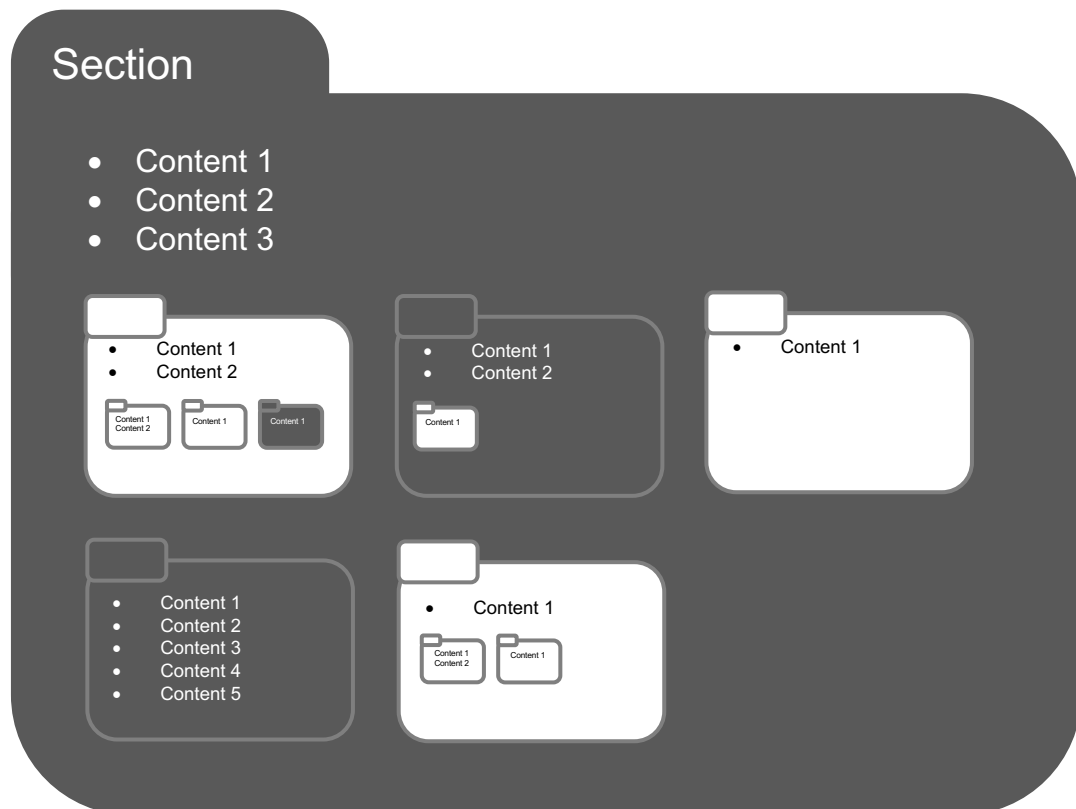 Section
• Content 1
• Content 2
• Content 3
• Content 1
• Content 2
Content 1
Content 2
Content 1
Content 1
• Content 1
• Content 2
Content 1
• Content 1
• Content 1
• Content 2
• Content 3
• Content 4
• Content 5
• Content 1
Content 1
Content 2
Content 1